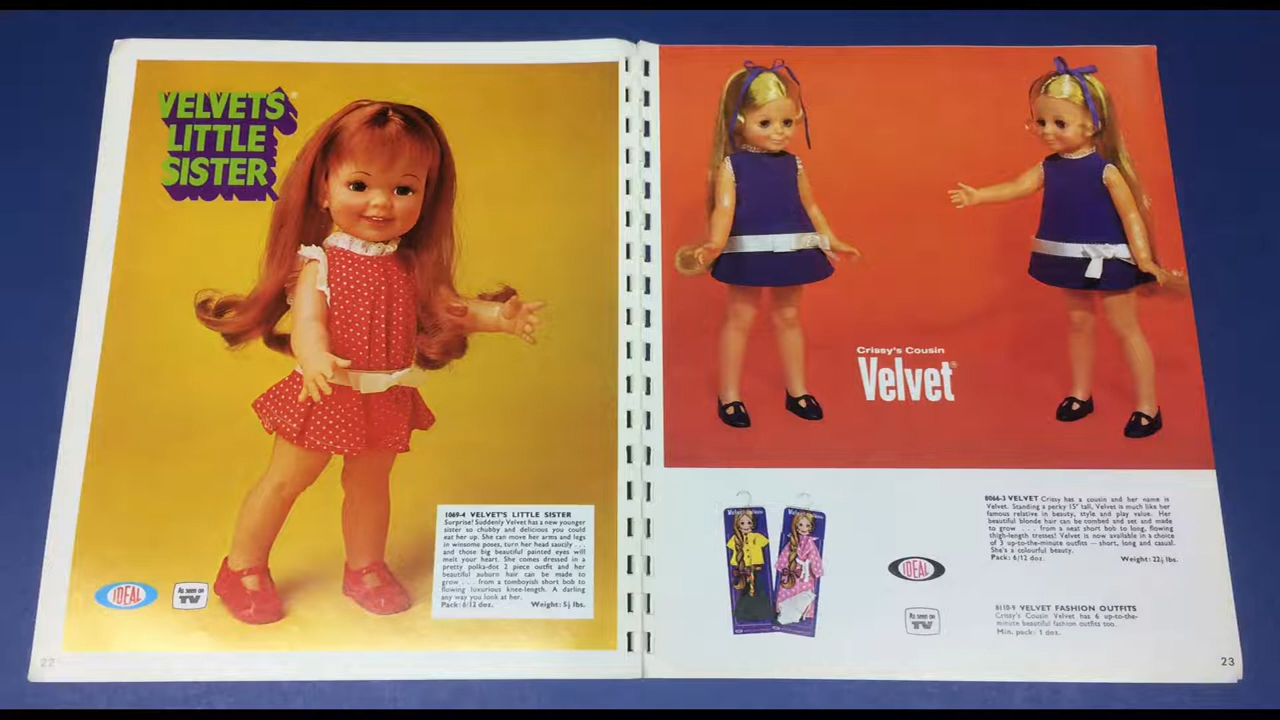 VELVETS®
LITTLE
SISTER
1069-4 VELVET'S LITTLE SISTER
Surprise! Suddenly Velvet has a new younger
sister so chubby and delicious you could
eat her up. She can move her arms and legs
in winsome poses, turn her head saucily . . .
and those big beautiful painted eyes will
melt your heart. She comes dressed in a
pretty polka-dot 2 piece outfit and her
beautiful auburn hair can be made to
grow . . . from a tomboyish short bob to
flowing luxurious knee-length. A darling
any way you look at her.
Pack: 6/12 doz. Weight: 5½ lbs.
IDEAL
As seen on
TV
22
Crissy's Cousin
Velvet®
8066-3 VELVET Crissy has a cousin and her name is
Velvet. Standing a perky 15" tall, Velvet is much like her
famous relative in beauty, style and play value. Her
beautiful blonde hair can be combed and set and made
to grow . . . from a neat short bob to long, flowing
thigh-length tresses! Velvet is now available in a choice
of 3 up-to-the-minute outfits — short, long and casual.
She's a colourful beauty.
Pack: 6/12 doz. Weight: 22½ lbs.
IDEAL
As seen on
TV
8110-9 VELVET FASHION OUTFITS
Crissy's Cousin Velvet has 6 up-to-the-
minute beautiful fashion outfits too.
Min. pack: 1 doz.
Velvet
Velvet
23